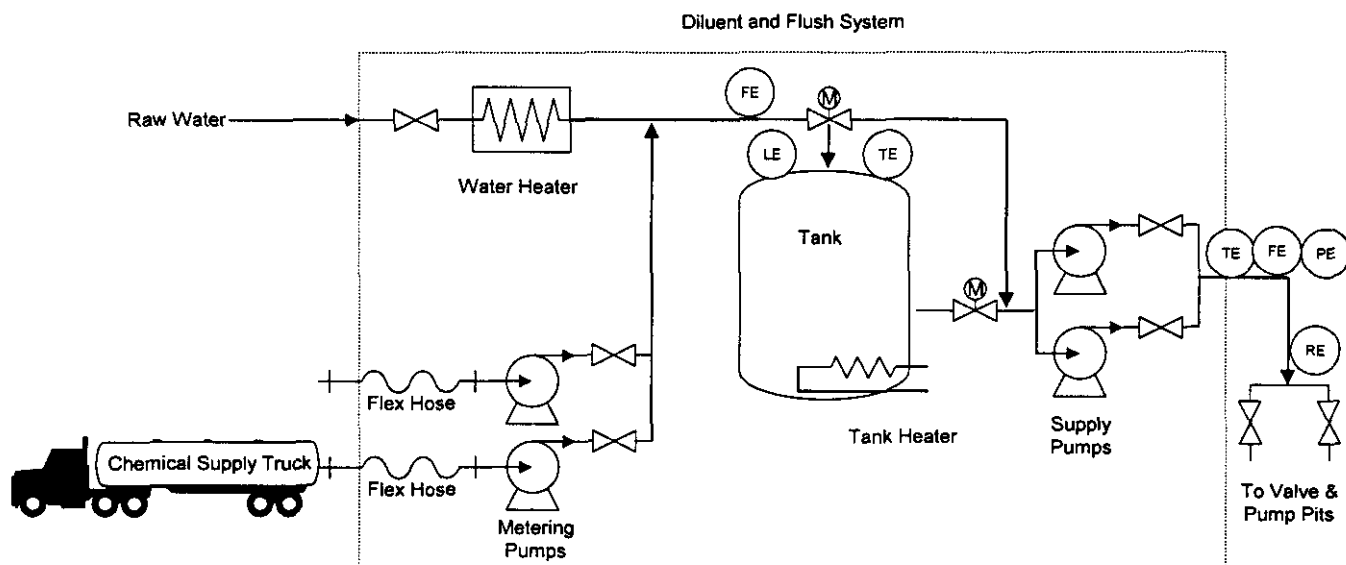 Diluent and Flush System
Raw Water
FE
M
LE
TE
Water Heater
Tank
M
TE
FE
PE
RE
Flex Hose
Tank Heater
Supply
Pumps
Chemical Supply Truck
Flex Hose
Metering
Pumps
To Valve &
Pump Pits